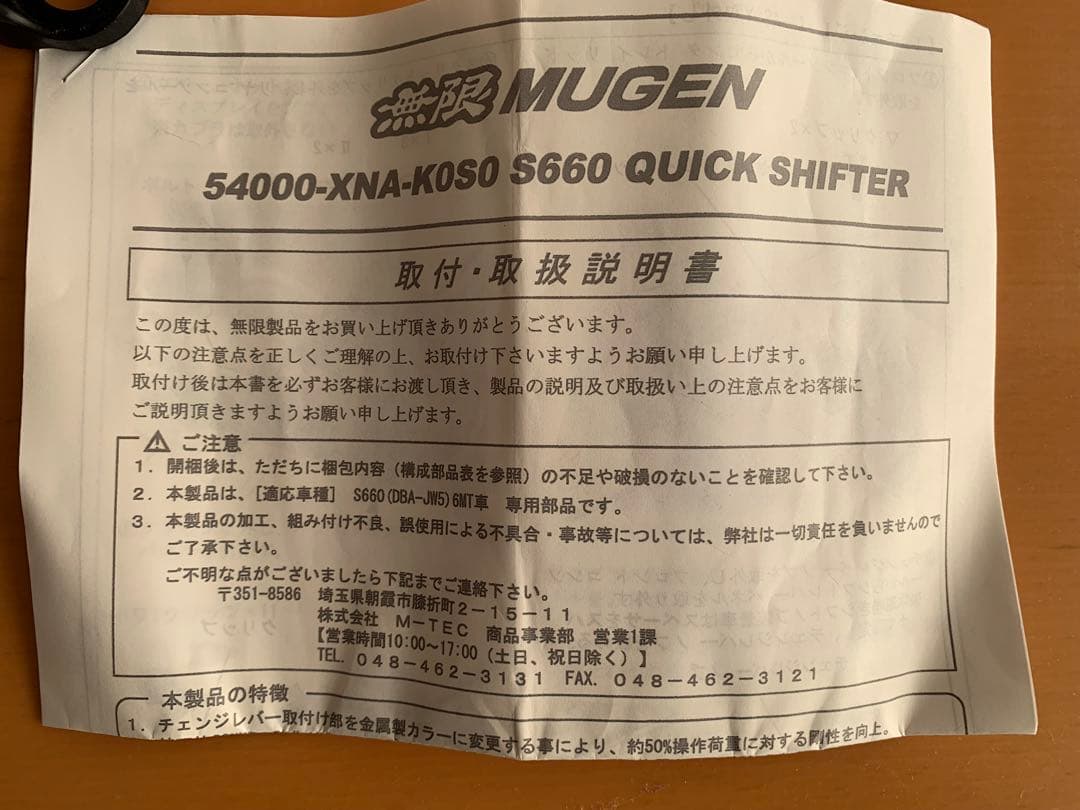 無限 MUGEN
54000-XNA-K0S0 S660 QUICK SHIFTER
取付・取扱説明書
この度は、無限製品をお買い上げ頂きありがとうございます。
以下の注意点を正しくご理解の上、お取付け下さいますようお願い申し上げます。
取付け後は本書を必ずお客様にお渡し頂き、製品の説明及び取扱い上の注意点をお客様に
ご説明頂きますようお願い申し上げます。
⚠ ご注意
1. 開梱後は、ただちに梱包内容（構成部品表を参照）の不足や破損のないことを確認して下さい。
2. 本製品は、[適応車種] S660(DBA-JW5)6MT車 専用部品です。
3. 本製品の加工、組み付け不良、誤使用による不具合・事故等については、弊社は一切責任を負いませんので
ご了承下さい。
ご不明な点がございましたら下記までご連絡下さい。
〒351-8586 埼玉県朝霞市膝折町2-15-11
株式会社 M-TEC 商品事業部 営業1課
【営業時間10:00～17:00（土日、祝日除く）】
TEL. 048-462-3131 FAX. 048-462-3121
本製品の特徴
1. チェンジレバー取付け部を金属製カラーに変更する事により、約50%操作荷重に対する剛性を向上。